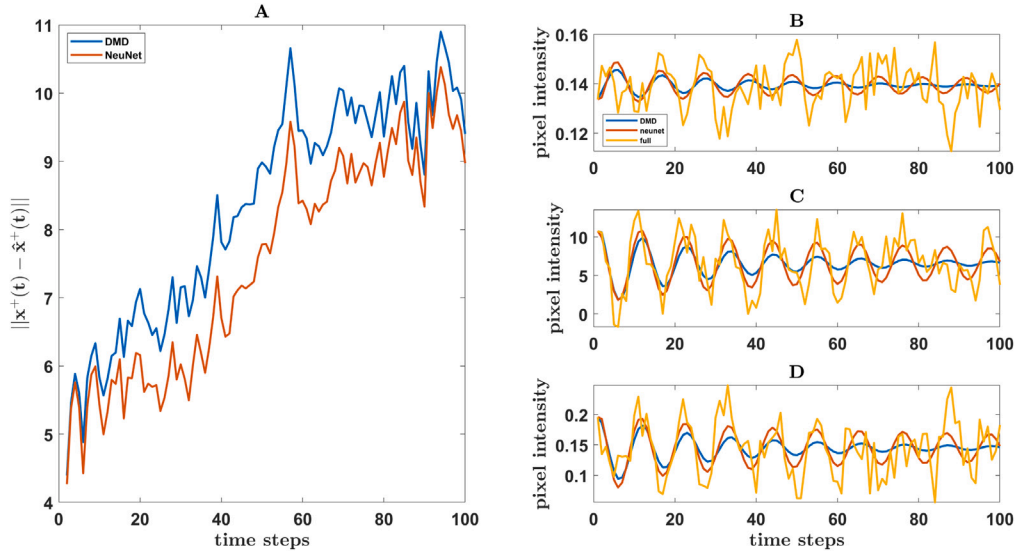 A
||x⁺(t) − x̂⁺(t)||
11
10
9
8
7
6
5
4
DMD
NeuNet
0 20 40 60 80 100
time steps
B
pixel intensity
0.16
0.14
0.12
DMD
neunet
full
0 20 40 60 80 100
C
pixel intensity
10
5
0
0 20 40 60 80 100
D
pixel intensity
0.2
0.15
0.1
0 20 40 60 80 100
time steps